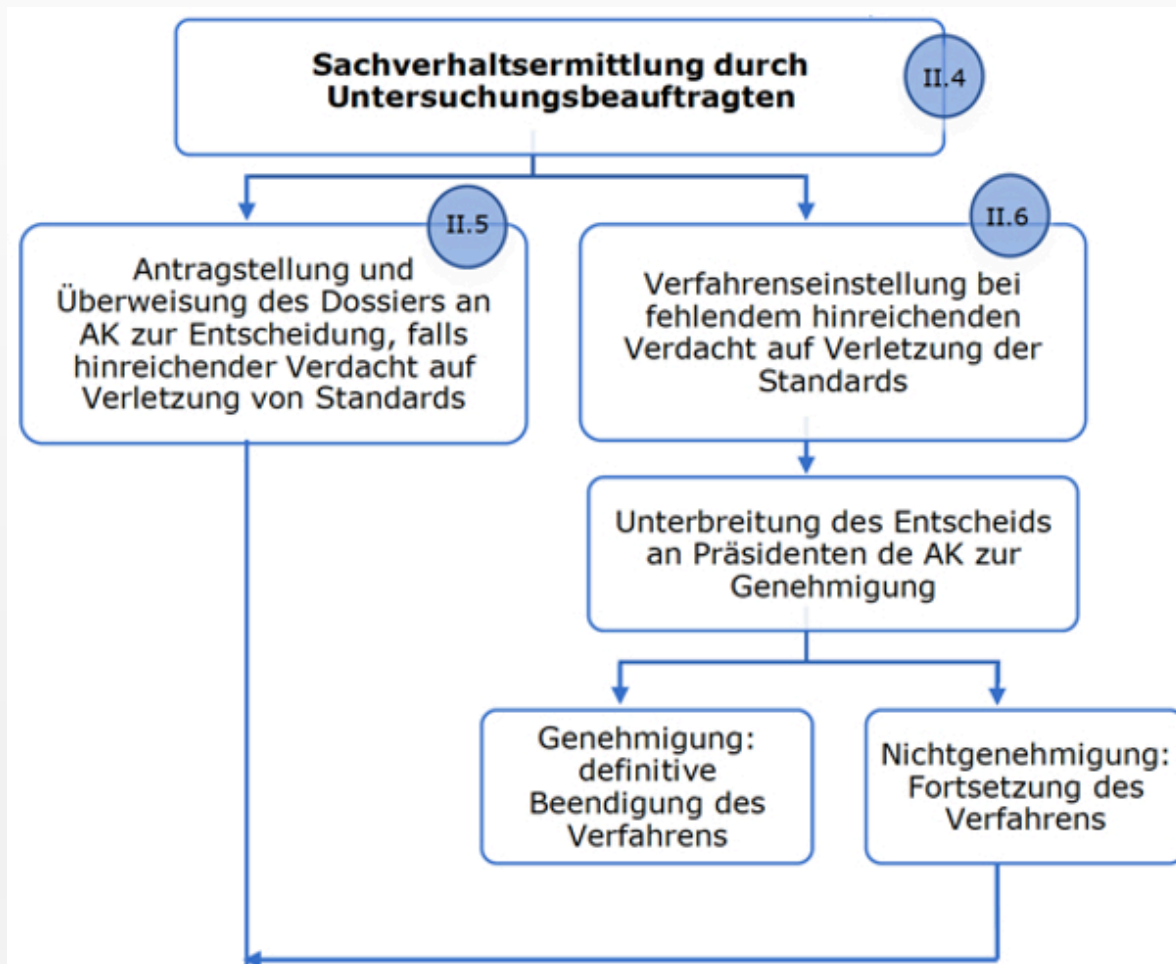 Sachverhaltsermittlung durch
Untersuchungsbeauftragten
II.4
II.5
Antragstellung und
Überweisung des Dossiers an
AK zur Entscheidung, falls
hinreichender Verdacht auf
Verletzung von Standards
II.6
Verfahrenseinstellung bei
fehlendem hinreichenden
Verdacht auf Verletzung der
Standards
Unterbreitung des Entscheids
an Präsidenten de AK zur
Genehmigung
Genehmigung:
definitive
Beendigung des
Verfahrens
Nichtgenehmigung:
Fortsetzung des
Verfahrens